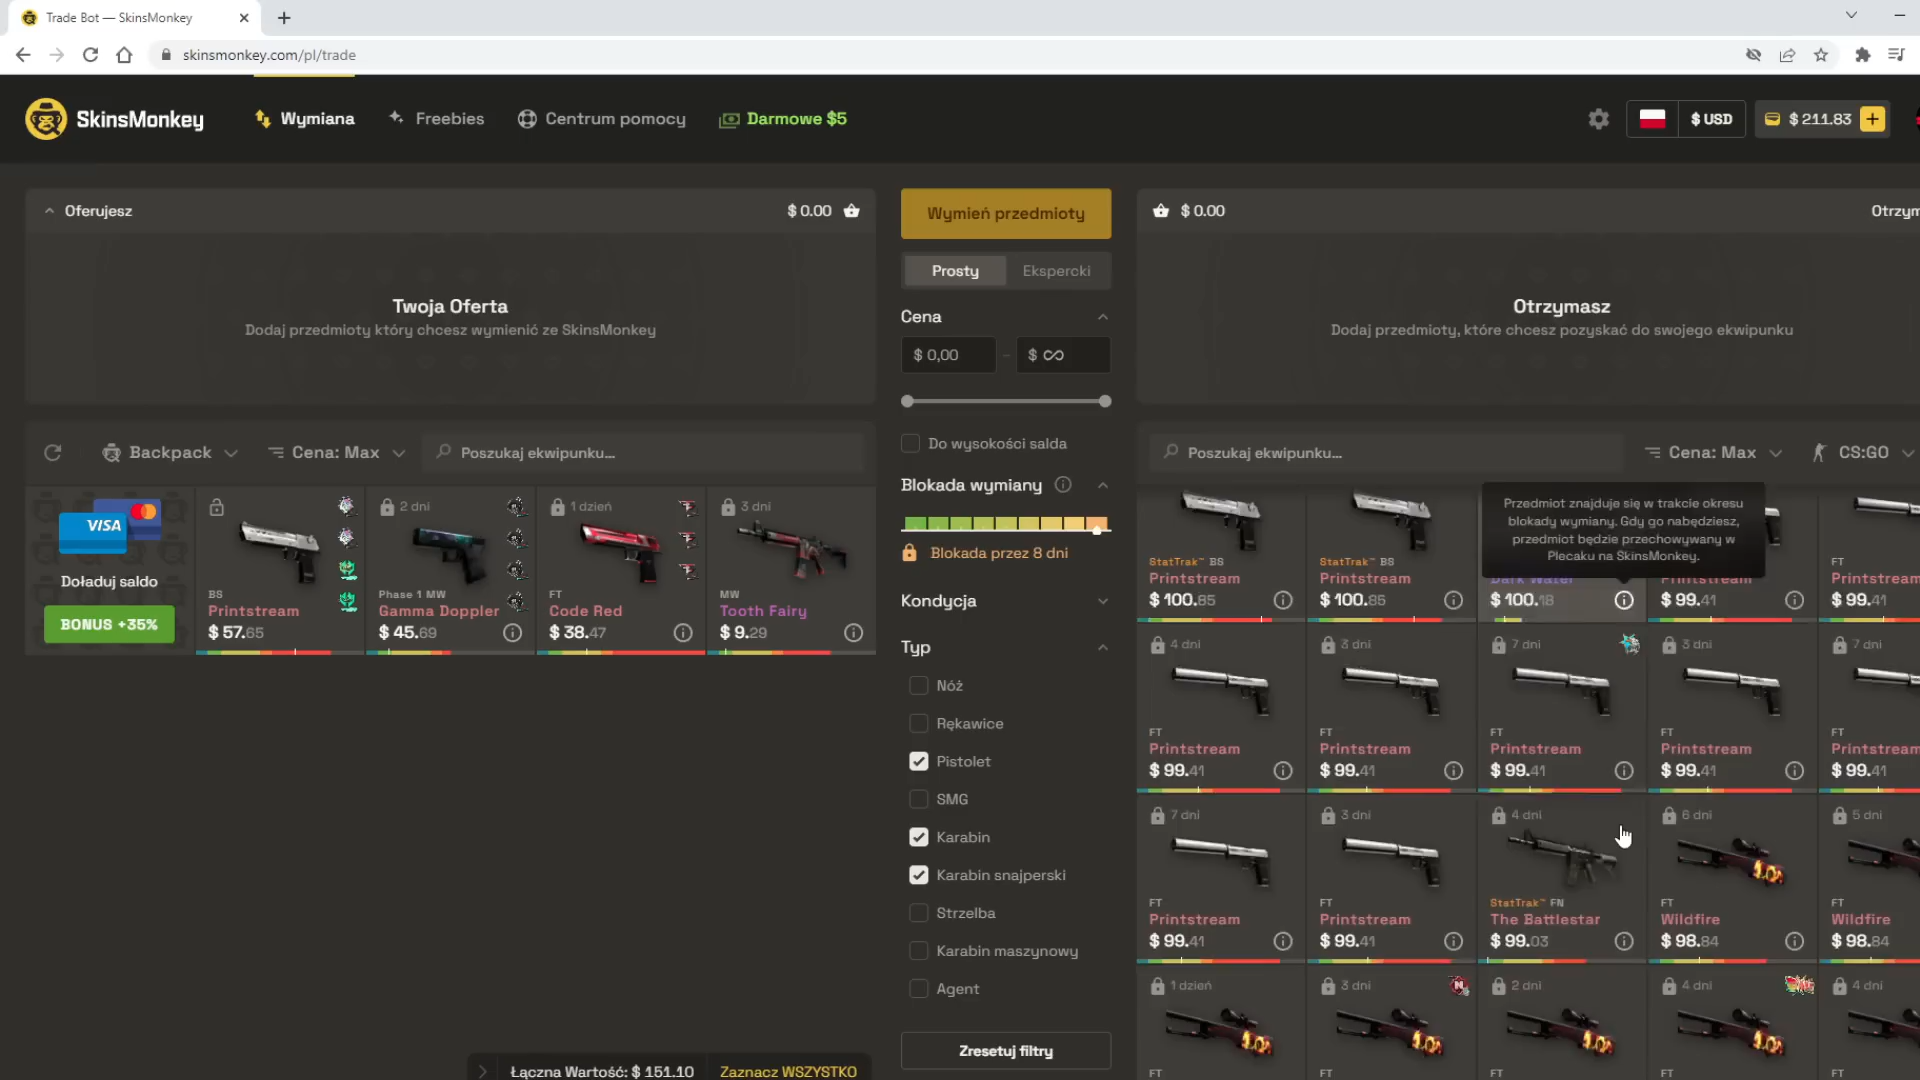 Trade Bot — SkinsMonkey
skinsmonkey.com/pl/trade
SkinsMonkey
Wymiana
Freebies
Centrum pomocy
Darmowe $5
$ USD
$ 211.83
Oferujesz
$ 0.00
Twoja Oferta
Dodaj przedmioty który chcesz wymienić ze SkinsMonkey
Wymień przedmioty
Prosty
Ekspercki
Cena
$ 0,00
–
$ ∞
Do wysokości salda
Blokada wymiany
Blokada przez 8 dni
Kondycja
Typ
Nóż
Rękawice
Pistolet
SMG
Karabin
Karabin snajperski
Strzelba
Karabin maszynowy
Agent
Zresetuj filtry
$ 0.00
Otrzym
Otrzymasz
Dodaj przedmioty, które chcesz pozyskać do swojego ekwipunku
Backpack
Cena: Max
Poszukaj ekwipunku...
VISA
Doładuj saldo
BONUS +35%
BS
Printstream
$ 57.65
2 dni
Phase 1 MW
Gamma Doppler
$ 45.69
1 dzień
FT
Code Red
$ 38.47
3 dni
MW
Tooth Fairy
$ 9.29
Łączna Wartość: $ 151.10
Zaznacz WSZYSTKO
Poszukaj ekwipunku...
Cena: Max
CS:GO
Przedmiot znajduje się w trakcie okresu
blokady wymiany. Gdy go nabędziesz,
przedmiot będzie przechowywany w
Plecaku na SkinsMonkey.
StatTrak™ BS
Printstream
$ 100.85
StatTrak™ BS
Printstream
$ 100.85
Dark Water
$ 100.18
Printstream
$ 99.41
FT
Printstream
$ 99.41
4 dni
FT
Printstream
$ 99.41
3 dni
FT
Printstream
$ 99.41
7 dni
FT
Printstream
$ 99.41
3 dni
FT
Printstream
$ 99.41
7 dni
FT
Printstream
$ 99.41
7 dni
FT
Printstream
$ 99.41
3 dni
FT
Printstream
$ 99.41
4 dni
StatTrak™ FN
The Battlestar
$ 99.03
6 dni
FT
Wildfire
$ 98.84
5 dni
FT
Wildfire
$ 98.84
1 dzień
FT
3 dni
FT
2 dni
FT
4 dni
FT
4 dni
FT